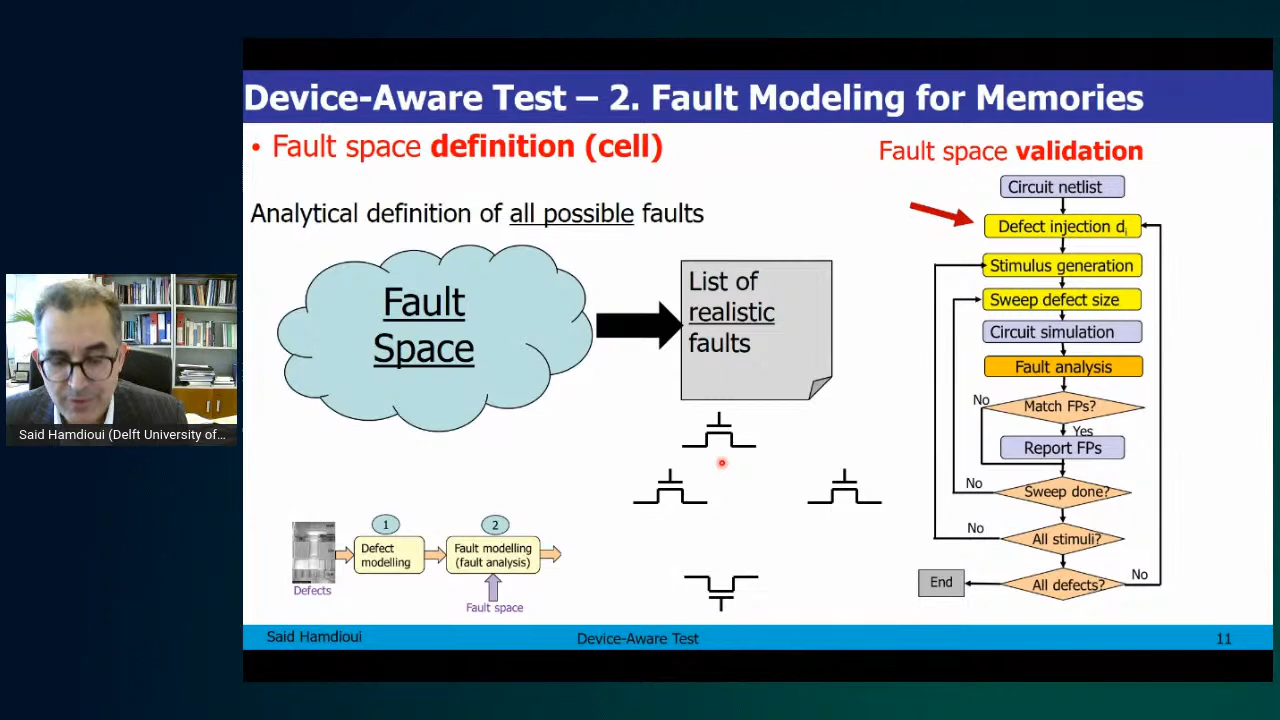 Device-Aware Test – 2. Fault Modeling for Memories
• Fault space definition (cell)
Analytical definition of all possible faults
Fault
Space
List of
realistic
faults
1
2
Defect
modelling
Fault modelling
(fault analysis)
Defects
Fault space
Fault space validation
Circuit netlist
Defect injection di
Stimulus generation
Sweep defect size
Circuit simulation
Fault analysis
No
Match FPs?
Yes
Report FPs
No
Sweep done?
No
All stimuli?
No
All defects?
End
Said Hamdioui (Delft University of…
Said Hamdioui
Device-Aware Test
11